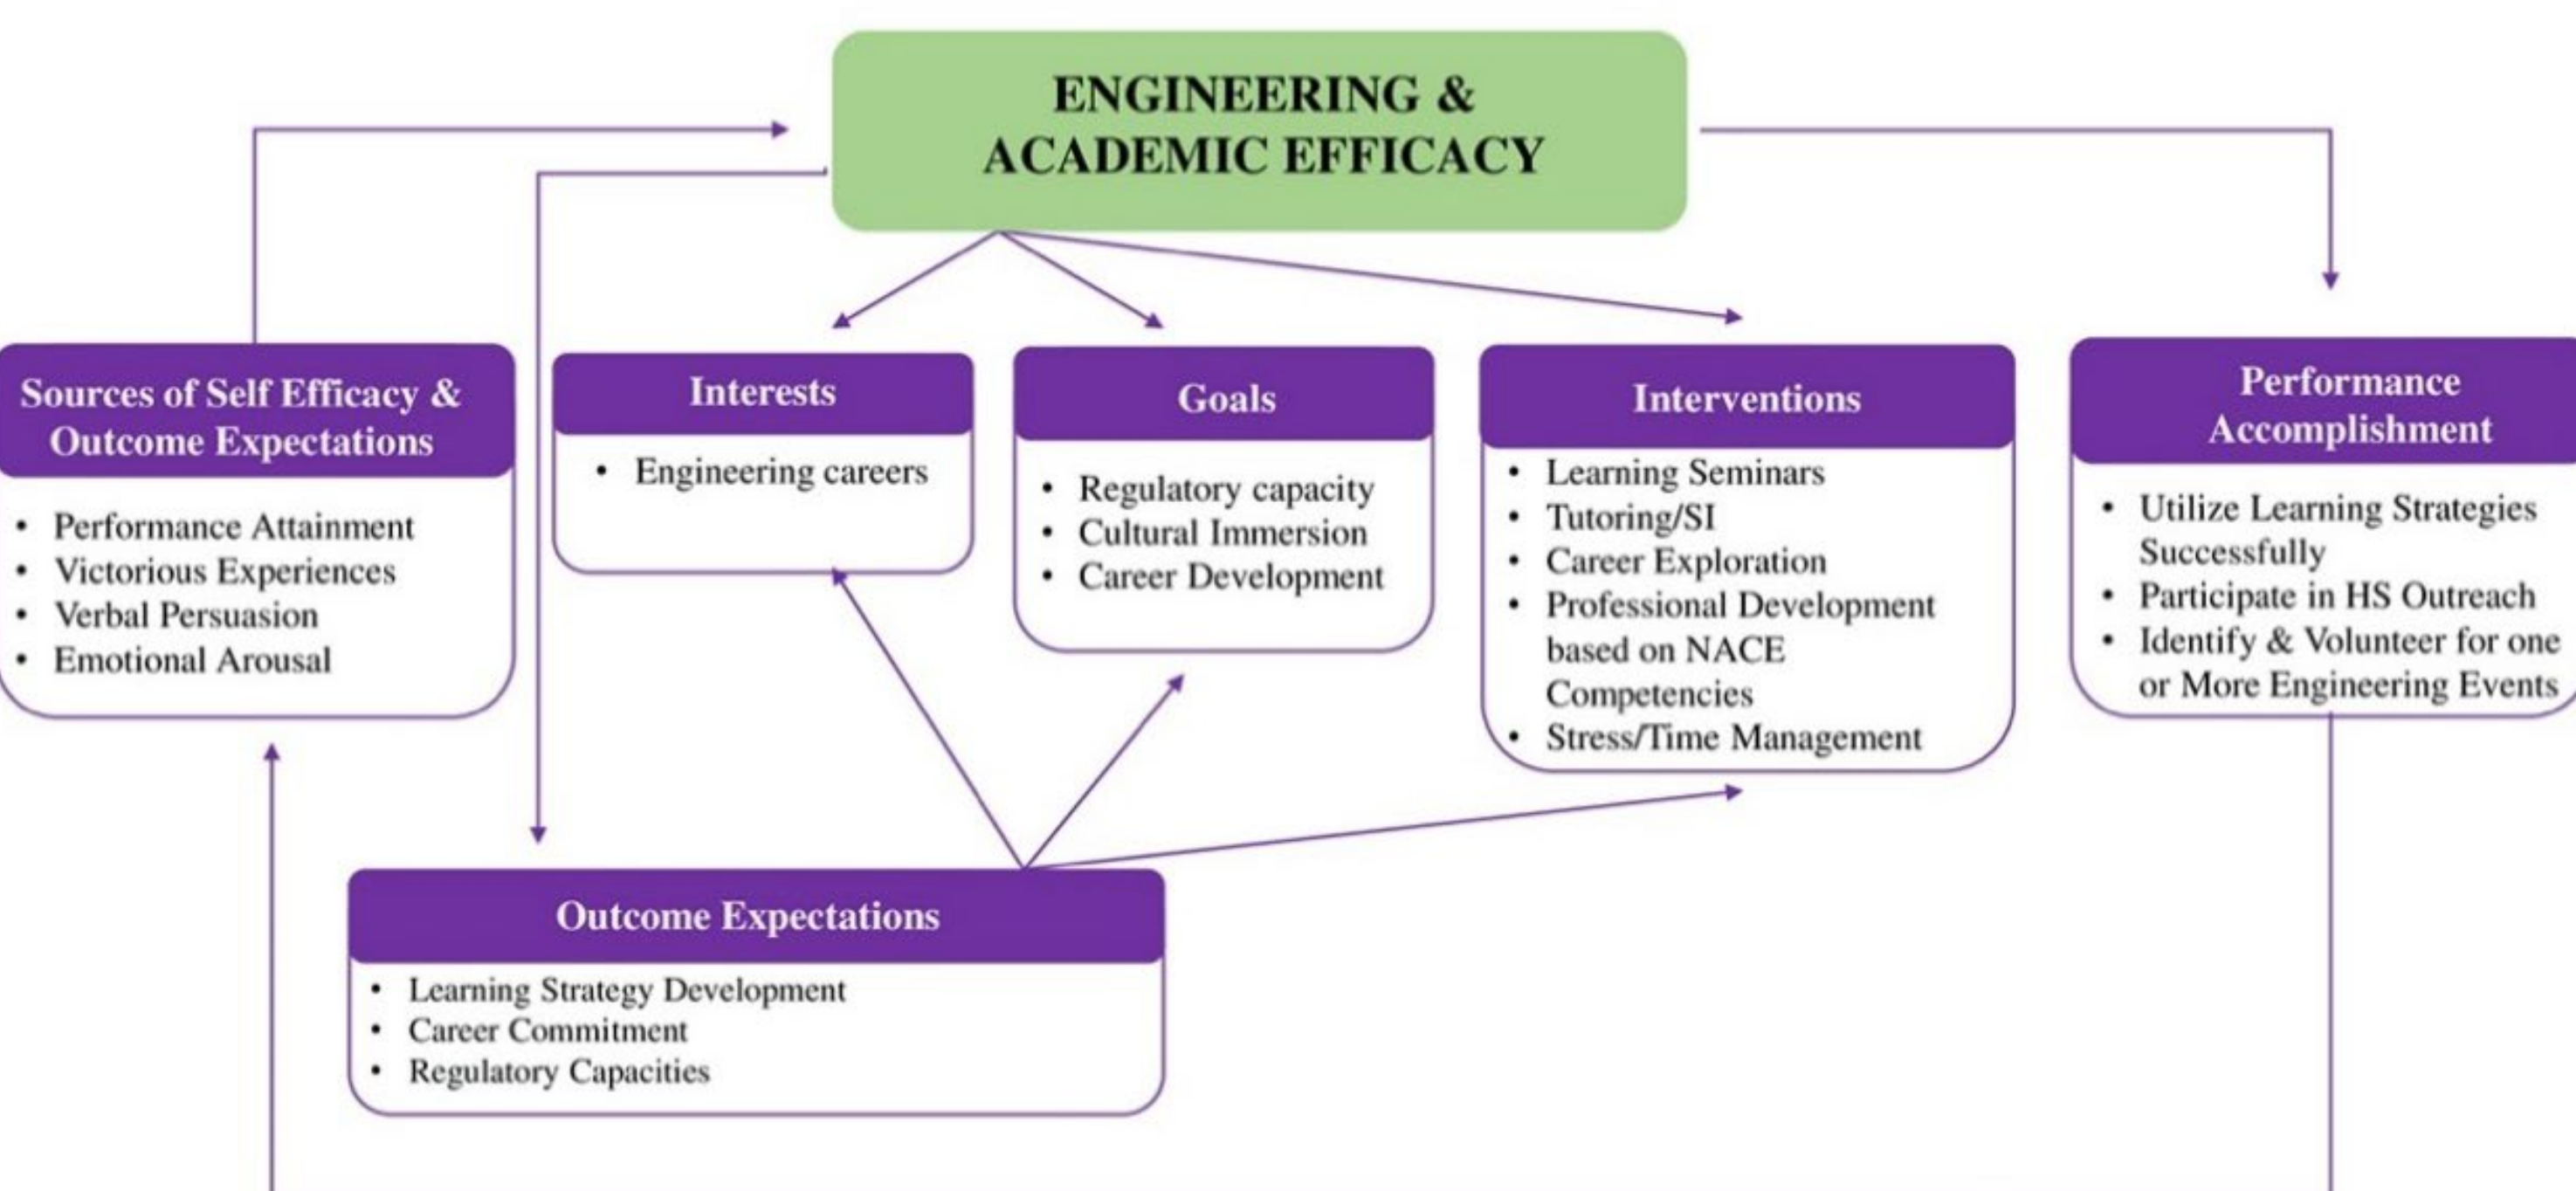 ENGINEERING &
ACADEMIC EFFICACY
Sources of Self Efficacy &
Outcome Expectations
• Performance Attainment
• Victorious Experiences
• Verbal Persuasion
• Emotional Arousal
Interests
• Engineering careers
Goals
• Regulatory capacity
• Cultural Immersion
• Career Development
Interventions
• Learning Seminars
• Tutoring/SI
• Career Exploration
• Professional Development
based on NACE
Competencies
• Stress/Time Management
Performance
Accomplishment
• Utilize Learning Strategies
Successfully
• Participate in HS Outreach
• Identify & Volunteer for one
or More Engineering Events
Outcome Expectations
• Learning Strategy Development
• Career Commitment
• Regulatory Capacities